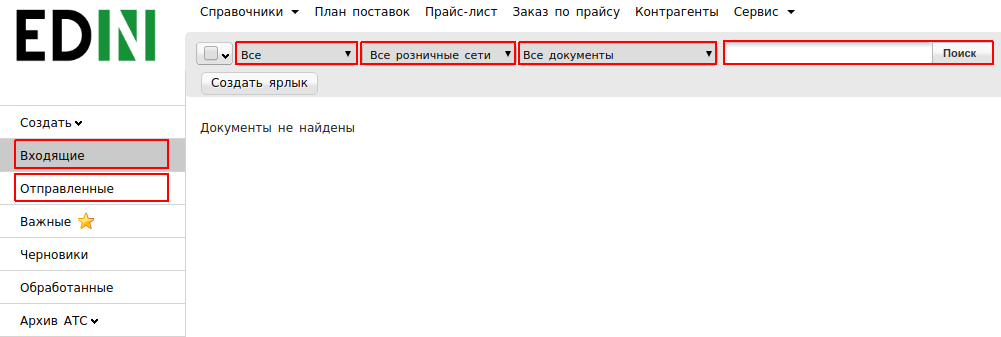 EDIN
Справочники План поставок Прайс-лист Заказ по прайсу Контрагенты Сервис
Все Все розничные сети Все документы Поиск
Создать ярлык
Документы не найдены
Создать
Входящие
Отправленные
Важные
Черновики
Обработанные
Архив АТС